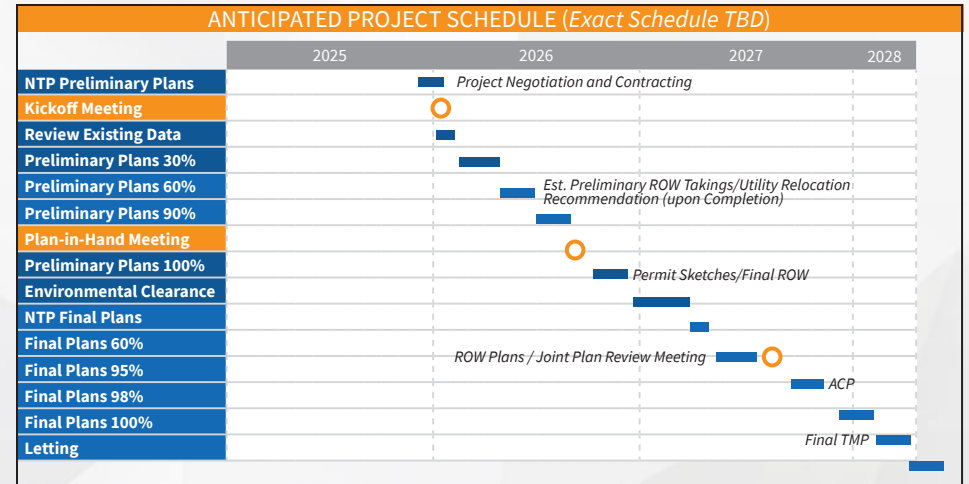 ANTICIPATED PROJECT SCHEDULE (Exact Schedule TBD)
2025 2026 2027 2028
NTP Preliminary Plans Project Negotiation and Contracting
Kickoff Meeting
Review Existing Data
Preliminary Plans 30%
Preliminary Plans 60% Est. Preliminary ROW Takings/Utility Relocation
Recommendation (upon Completion)
Preliminary Plans 90%
Plan-in-Hand Meeting
Preliminary Plans 100% Permit Sketches/Final ROW
Environmental Clearance
NTP Final Plans
Final Plans 60% ROW Plans / Joint Plan Review Meeting
Final Plans 95% ACP
Final Plans 98%
Final Plans 100% Final TMP
Letting